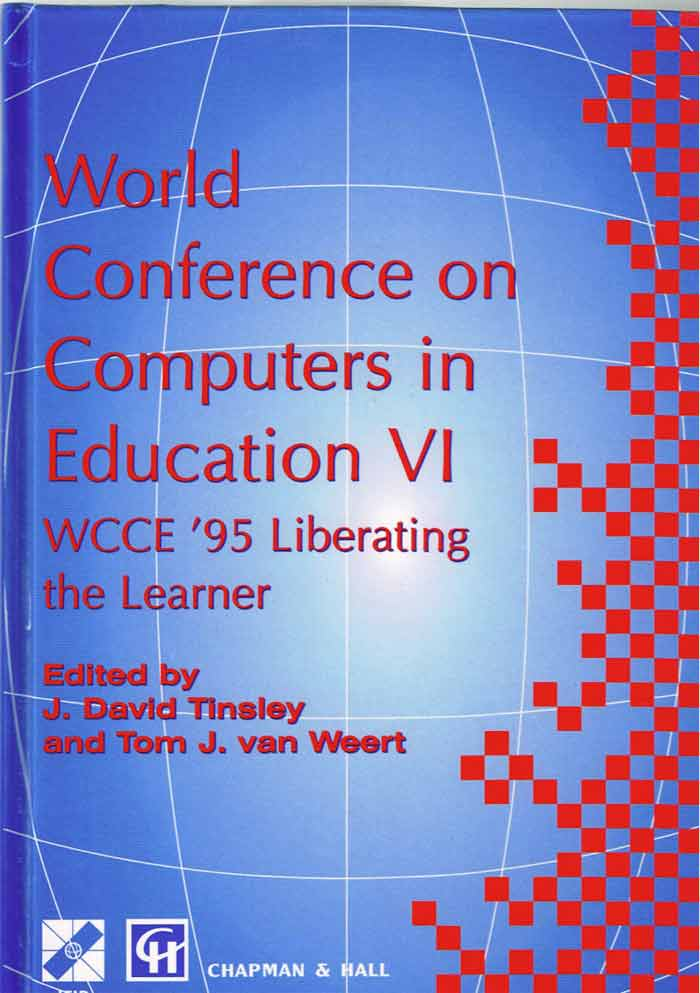 World
Conference on
Computers in
Education VI
WCCE '95 Liberating
the Learner
Edited by
J. David Tinsley
and Tom J. van Weert
CH
CHAPMAN & HALL